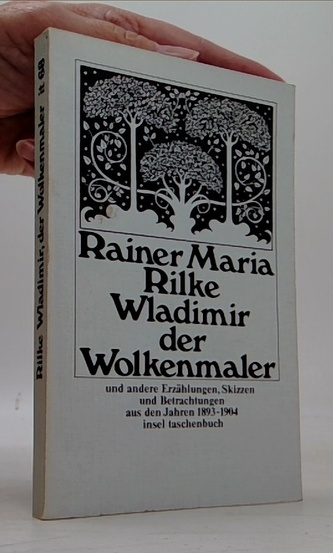 Rilke Wladimir, der Wolkenmaler it 68
Rainer Maria
Rilke
Wladimir
der
Wolkenmaler
und andere Erzählungen, Skizzen
und Betrachtungen
aus den Jahren 1893-1904
insel taschenbuch